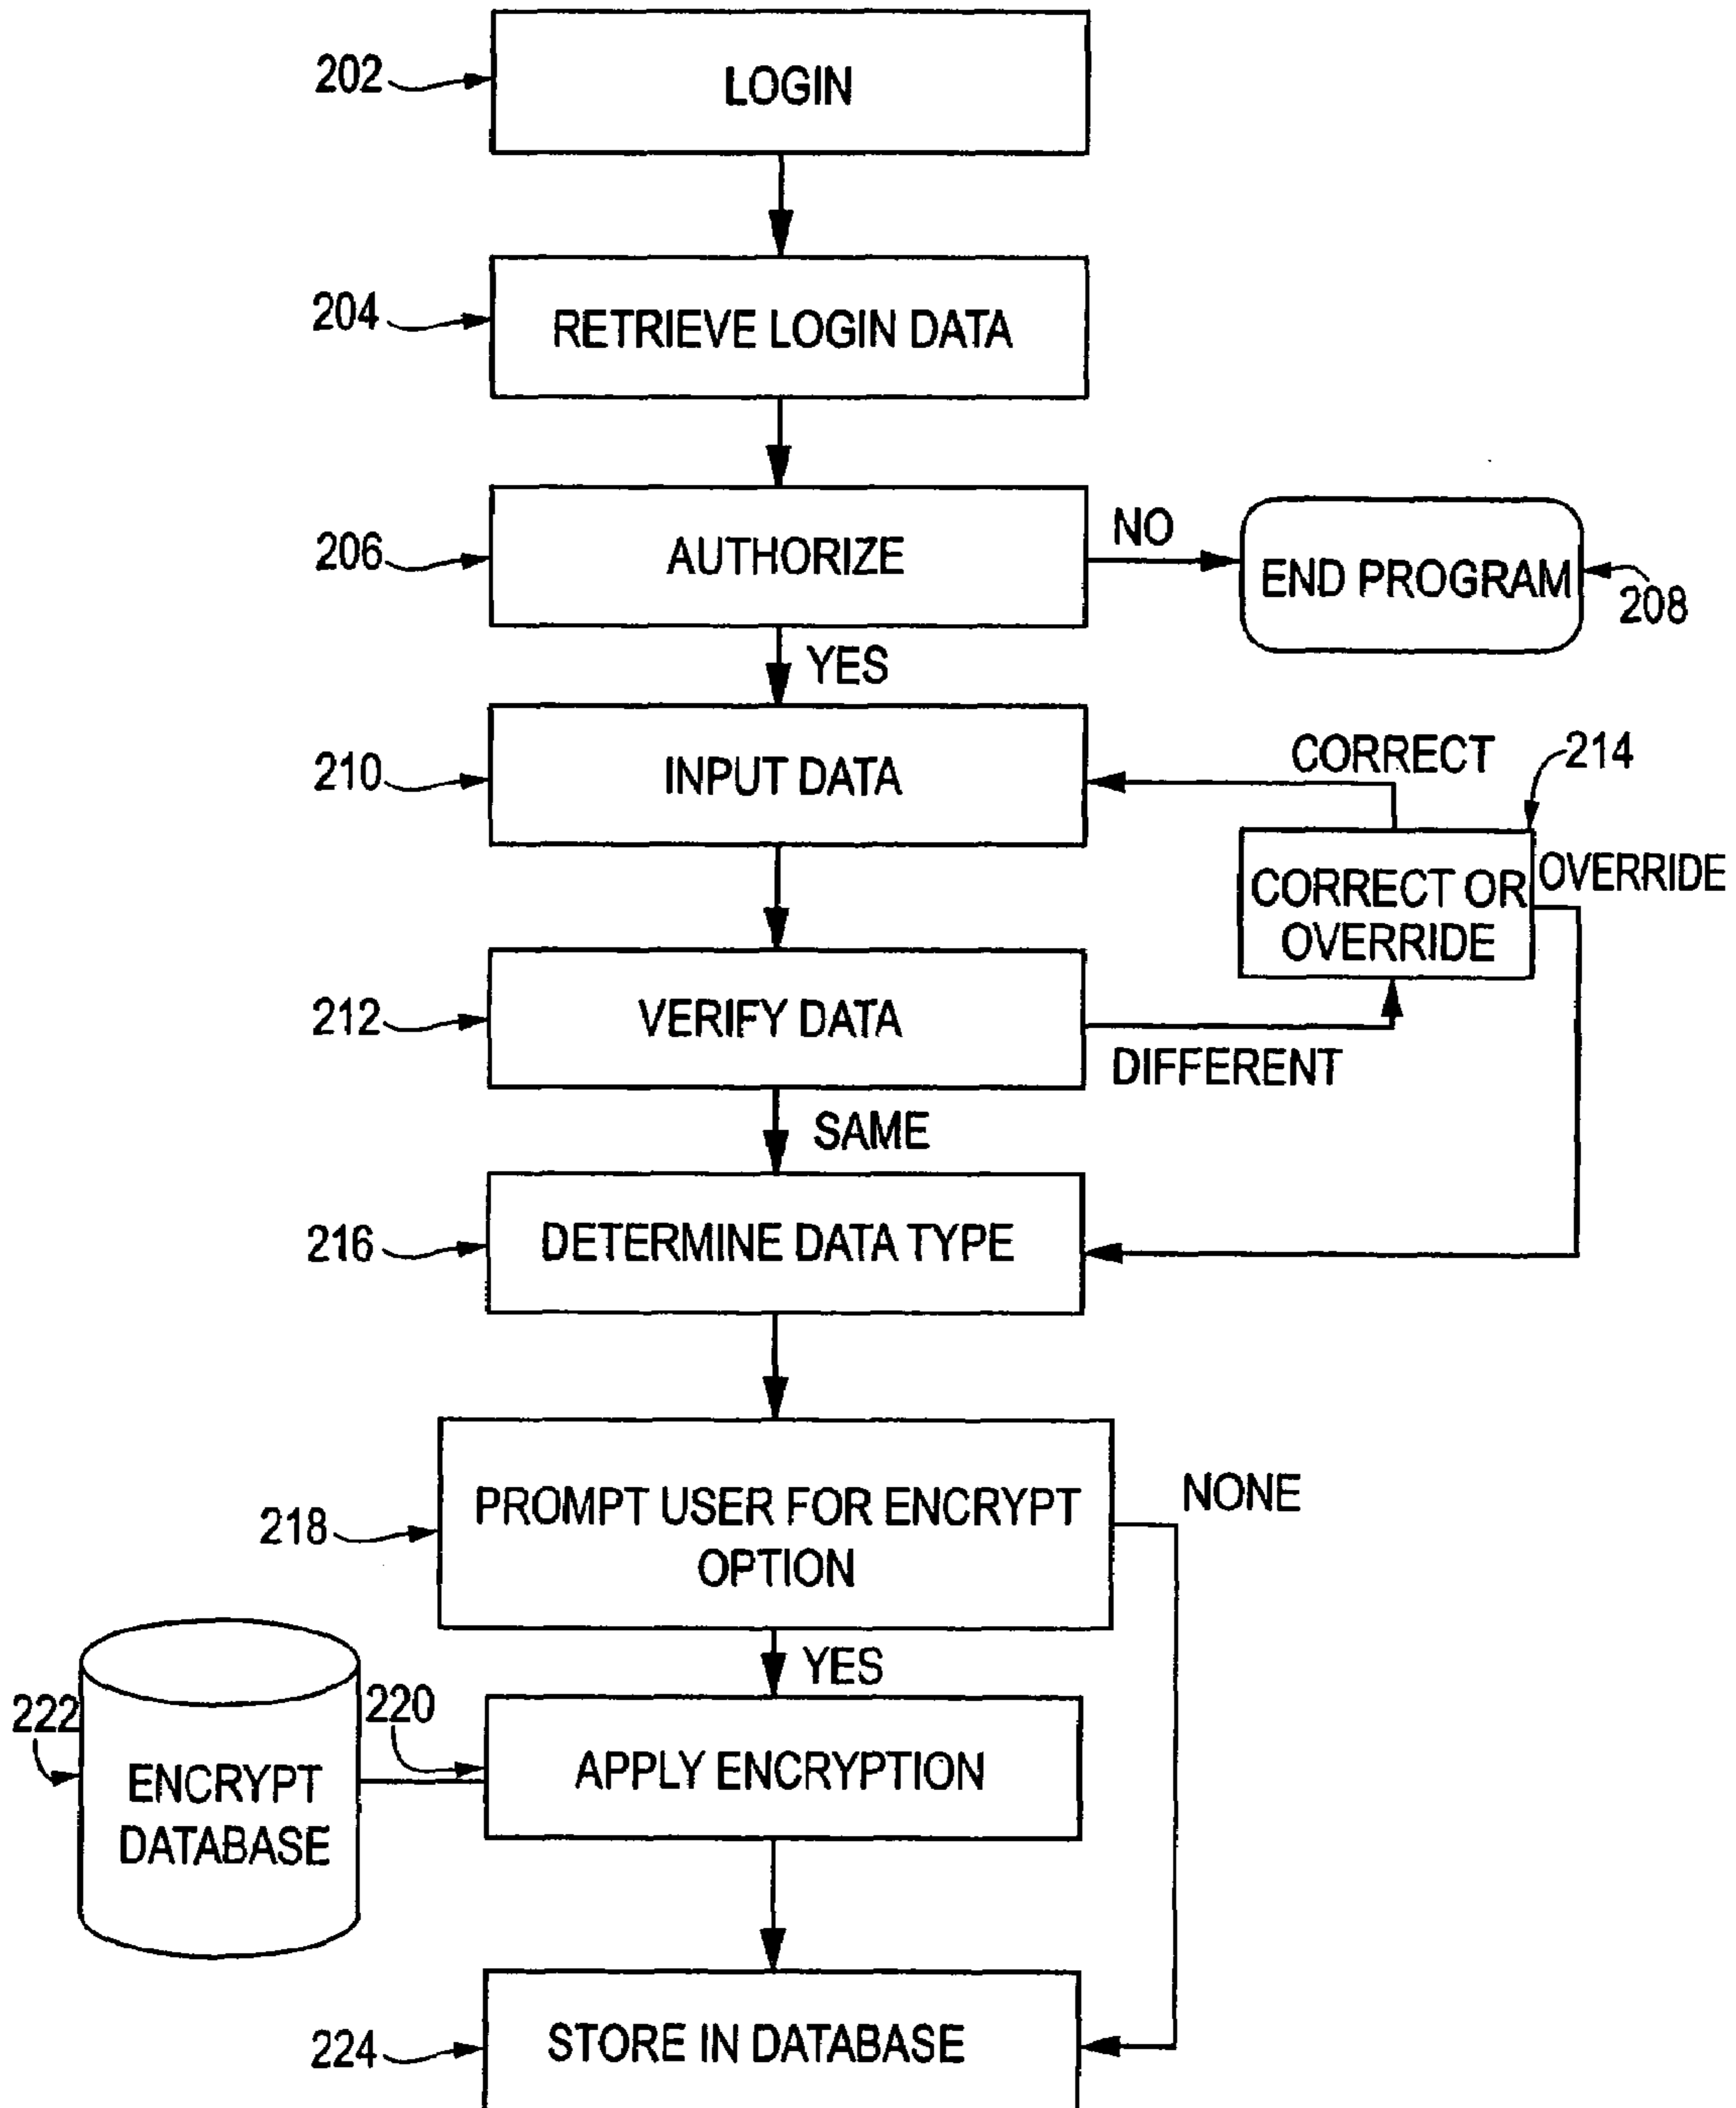 202
LOGIN
204
RETRIEVE LOGIN DATA
206
AUTHORIZE
NO
END PROGRAM
208
YES
210
INPUT DATA
CORRECT
214
CORRECT OR
OVERRIDE
OVERRIDE
212
VERIFY DATA
DIFFERENT
SAME
216
DETERMINE DATA TYPE
218
PROMPT USER FOR ENCRYPT
OPTION
NONE
YES
222
ENCRYPT
DATABASE
220
APPLY ENCRYPTION
224
STORE IN DATABASE